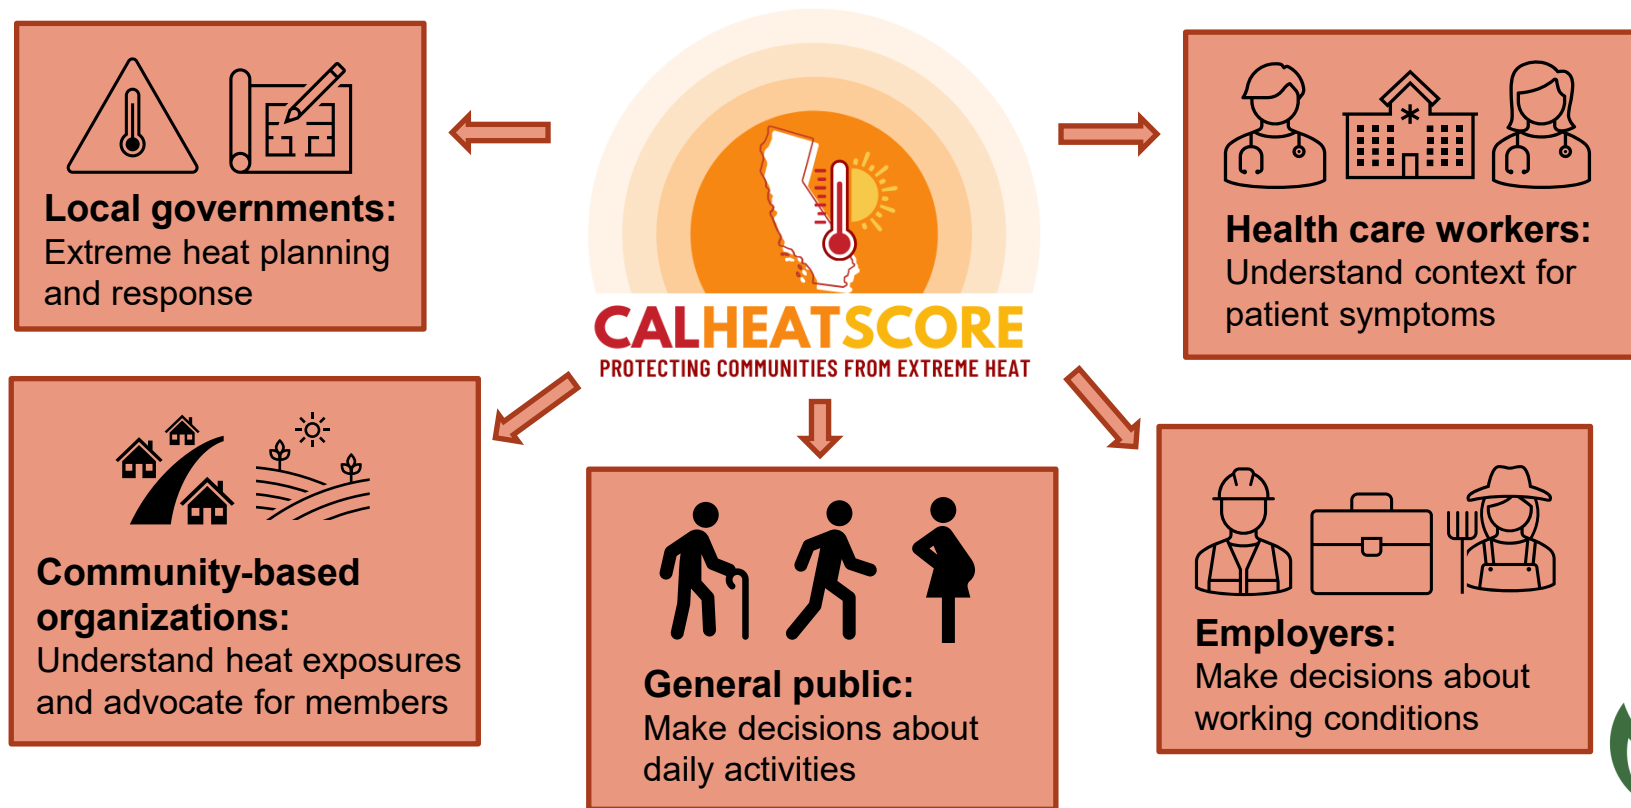 Local governments:
Extreme heat planning
and response
CALHEATSCORE
PROTECTING COMMUNITIES FROM EXTREME HEAT
Health care workers:
Understand context for
patient symptoms
Community-based
organizations:
Understand heat exposures
and advocate for members
General public:
Make decisions about
daily activities
Employers:
Make decisions about
working conditions